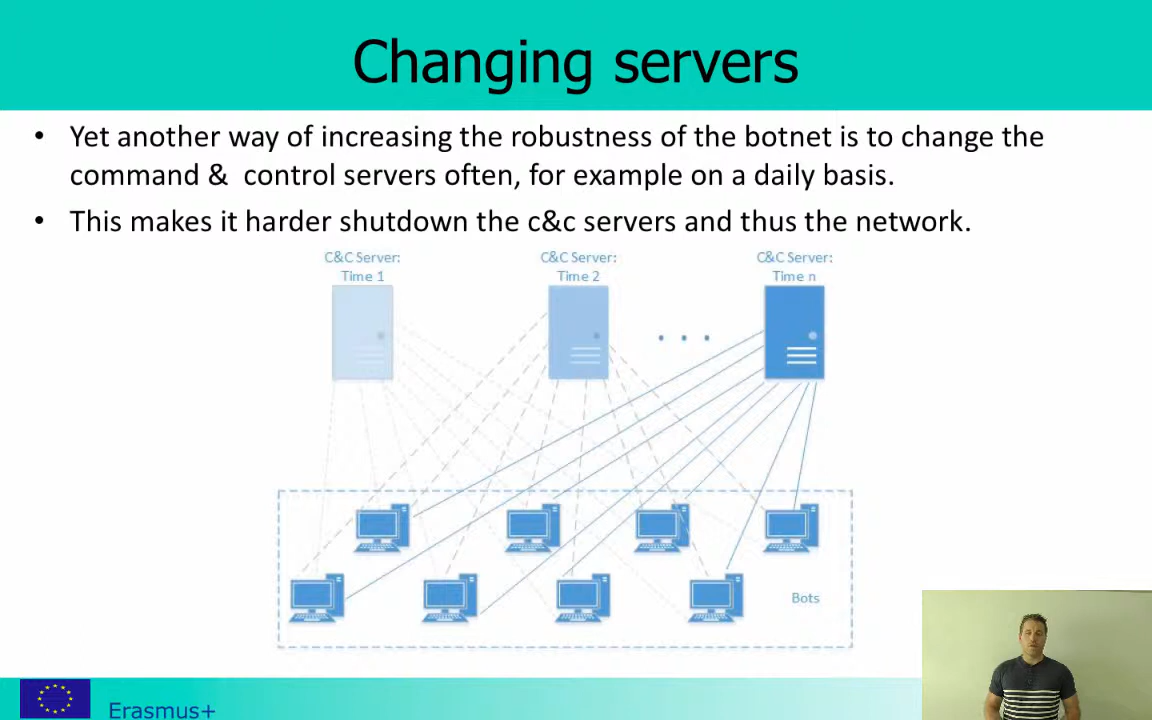 Changing servers
• Yet another way of increasing the robustness of the botnet is to change the
command & control servers often, for example on a daily basis.
• This makes it harder shutdown the c&c servers and thus the network.
C&C Server:
Time 1
C&C Server:
Time 2
C&C Server:
Time n
Bots
Erasmus+